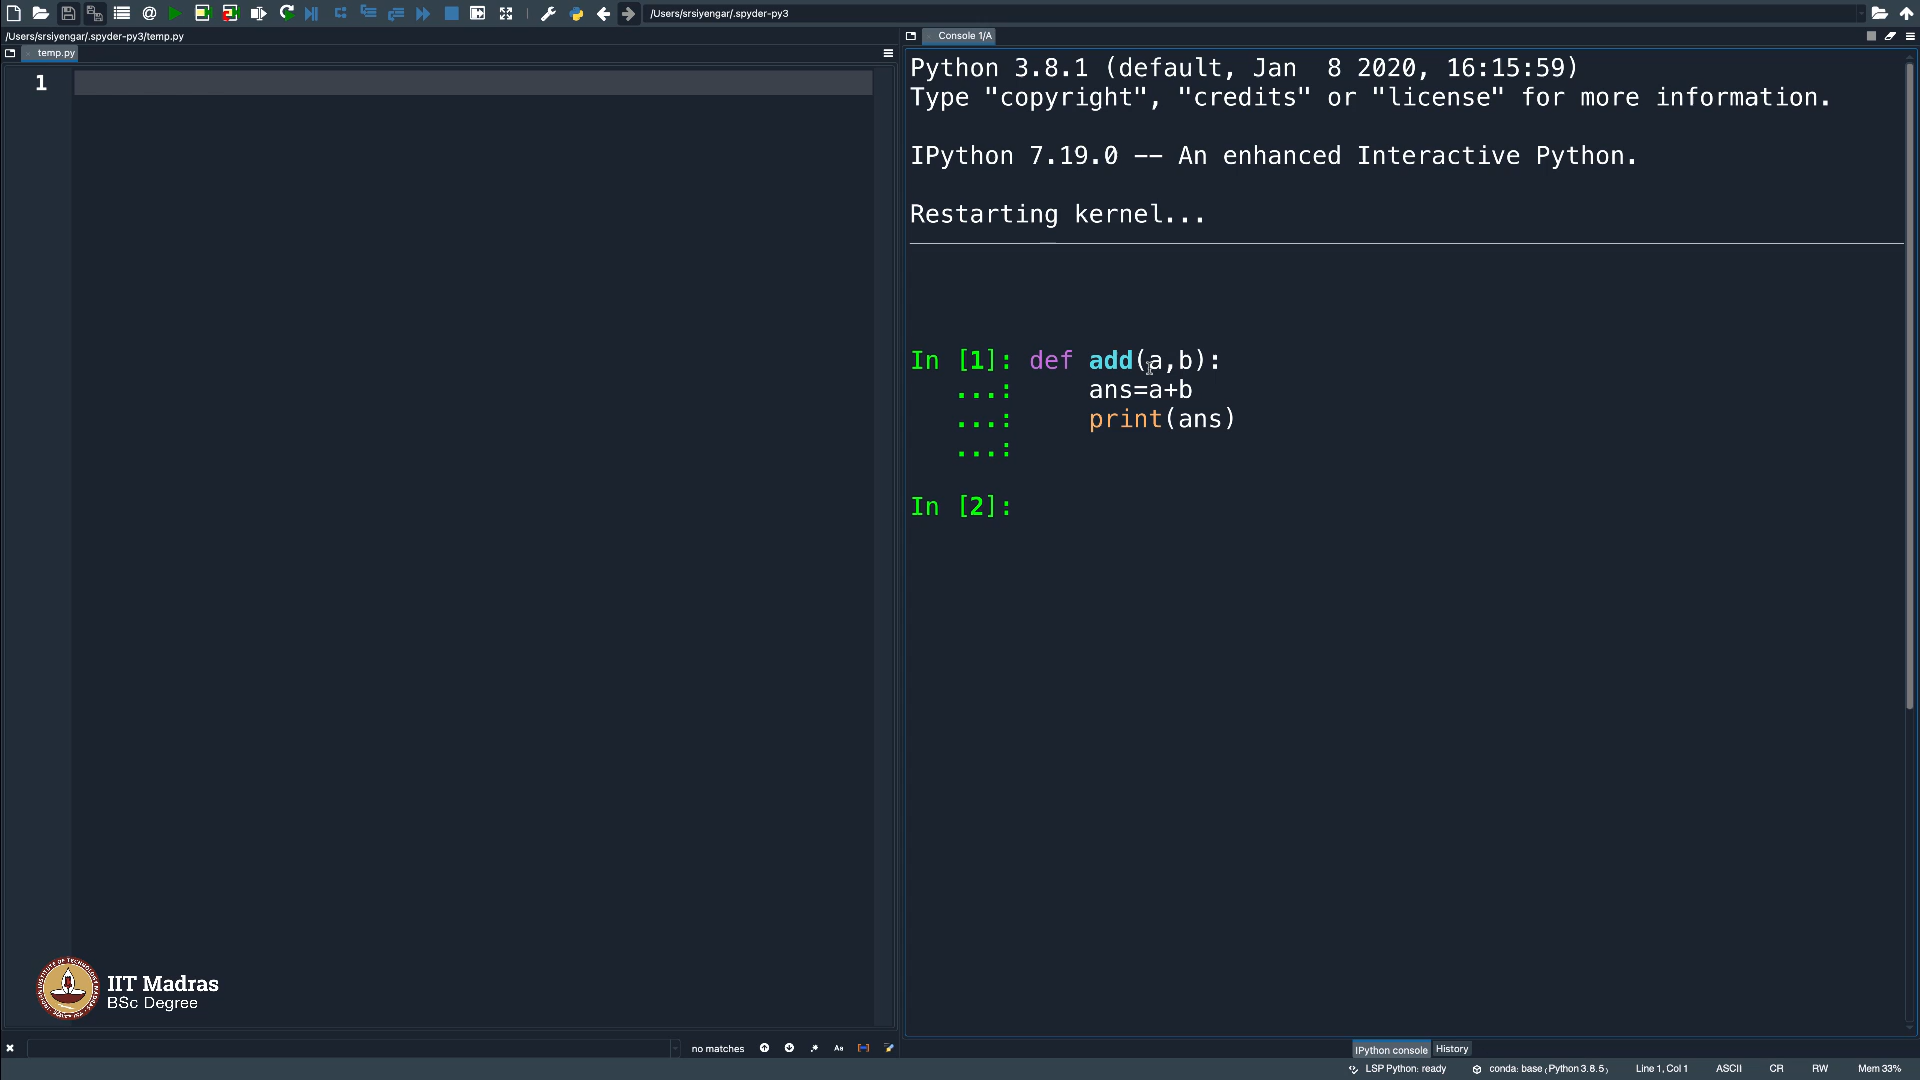 /Users/srsiyengar/.spyder-py3
/Users/srsiyengar/.spyder-py3/temp.py
temp.py
1
Console 1/A
Python 3.8.1 (default, Jan  8 2020, 16:15:59)
Type "copyright", "credits" or "license" for more information.
IPython 7.19.0 -- An enhanced Interactive Python.
Restarting kernel...
In [1]: def add(a,b):
...:     ans=a+b
...:     print(ans)
...:
In [2]:
IIT Madras
BSc Degree
no matches
Aa
IPython console
History
LSP Python: ready
conda: base (Python 3.8.5)
Line 1, Col 1
ASCII
CR
RW
Mem 33%